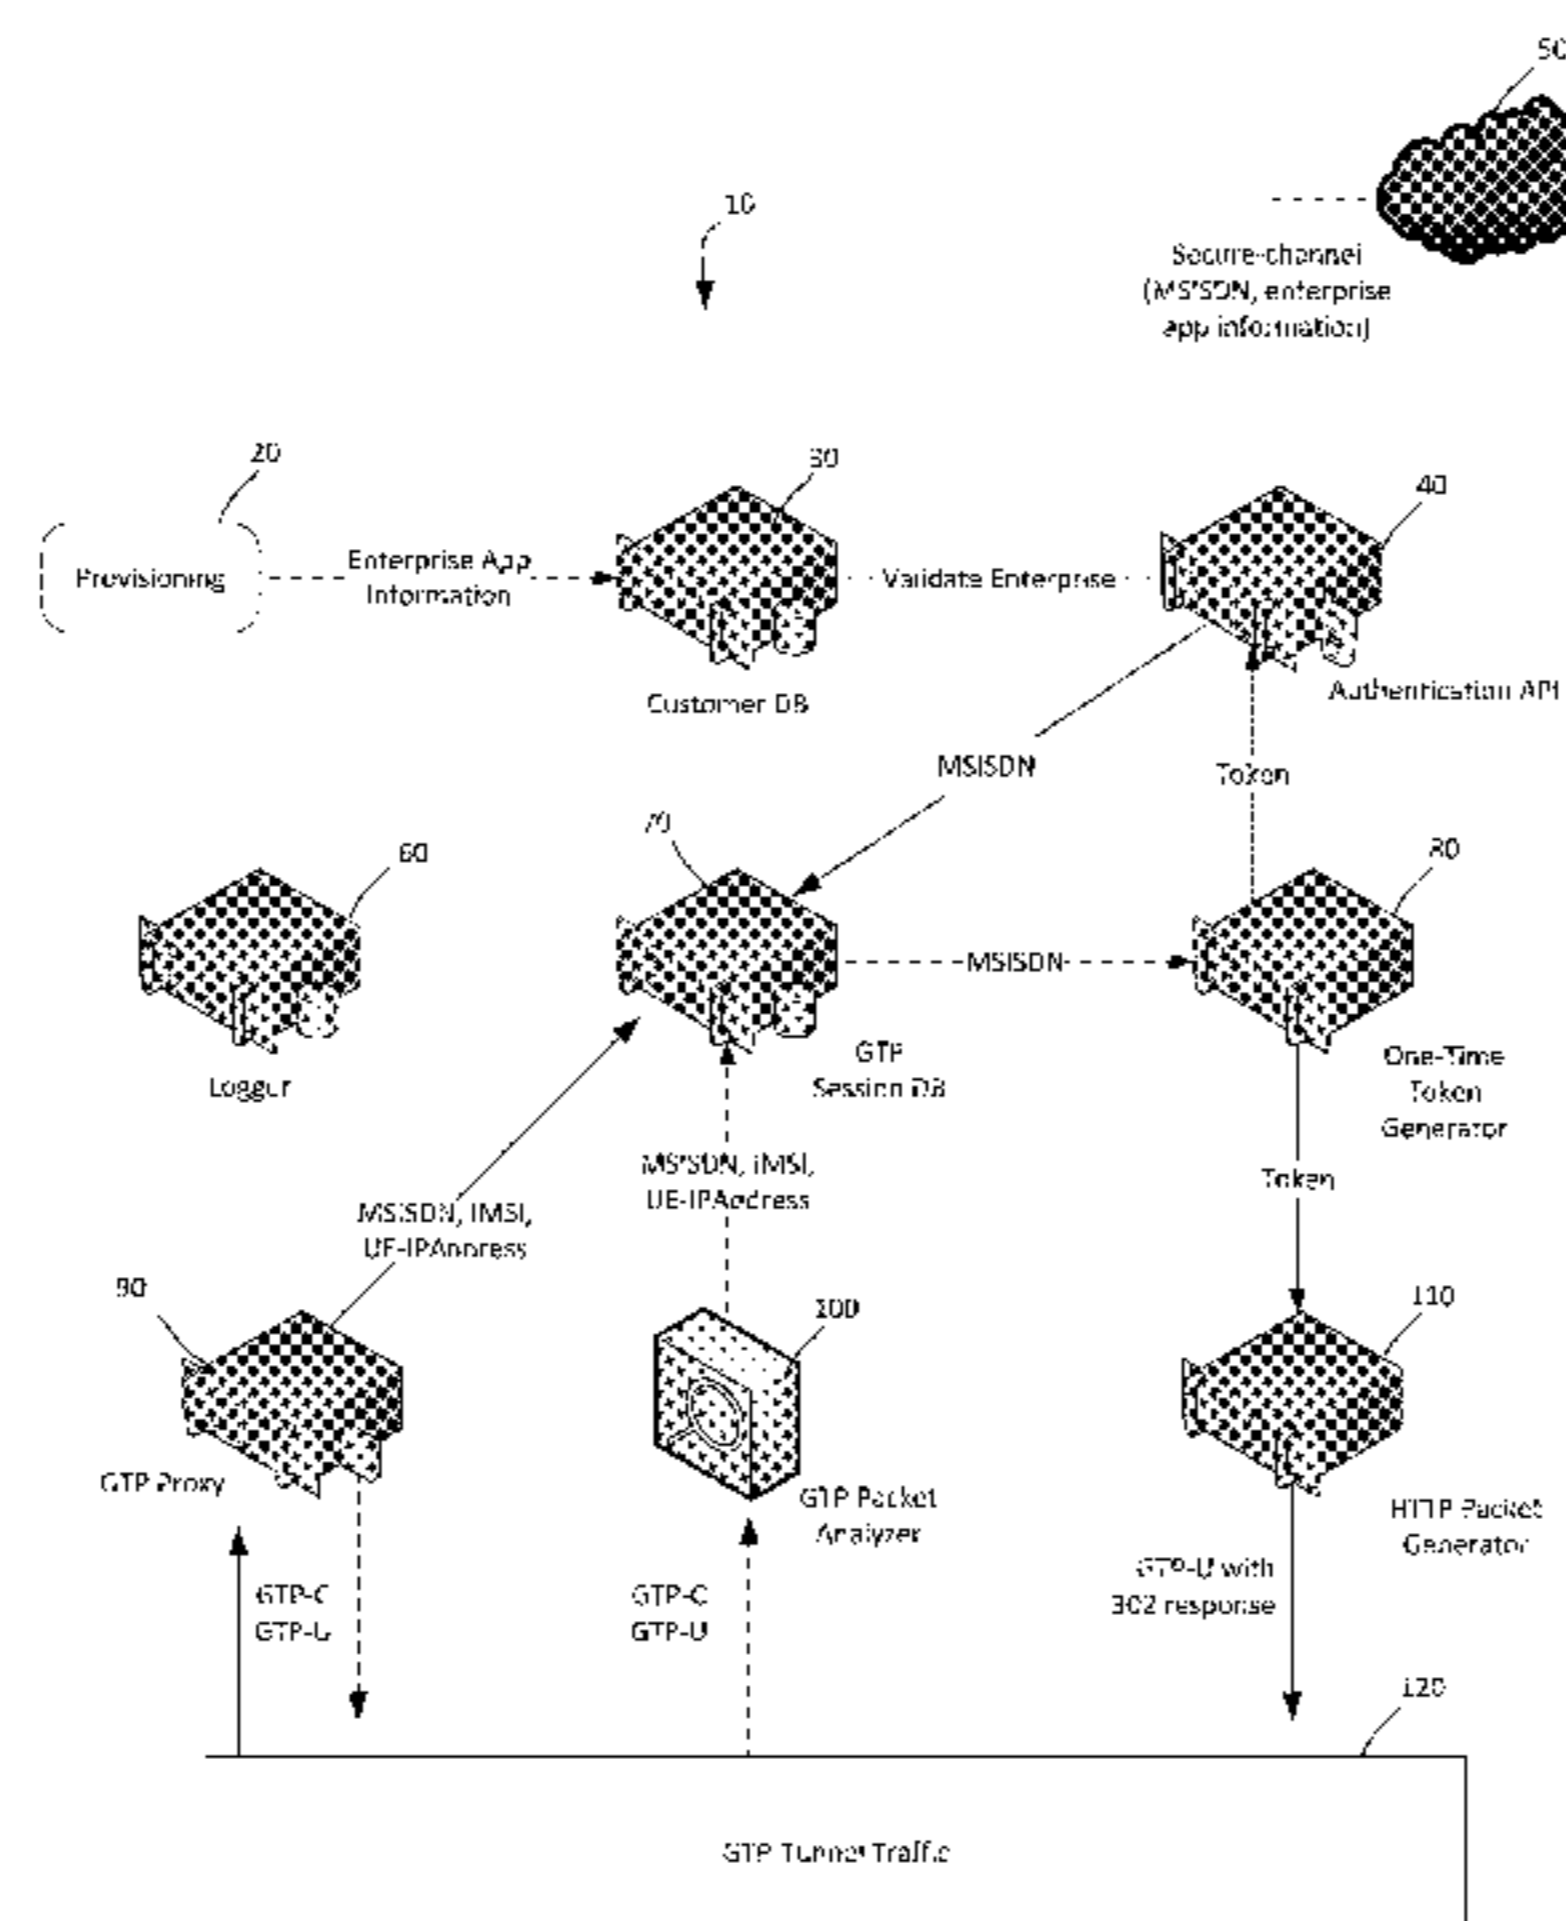 50
10
Secure-channel
(MSISDN, enterprise
app information)
20
30
40
Provisioning
Enterprise App
Information
Validate Enterprise
Customer DB
Authentication API
MSISDN
Token
60
70
80
MSISDN
Logger
GTP
Session DB
One-Time
Token
Generator
MSISDN, IMSI,
UE-IPAddress
MSISDN, IMSI,
UE-IPAddress
Token
90
100
110
GTP Proxy
GTP Packet
Analyzer
HTTP Packet
Generator
GTP-C
GTP-U
GTP-C
GTP-U
GTP-U with
302 response
120
GTP Tunnel Traffic